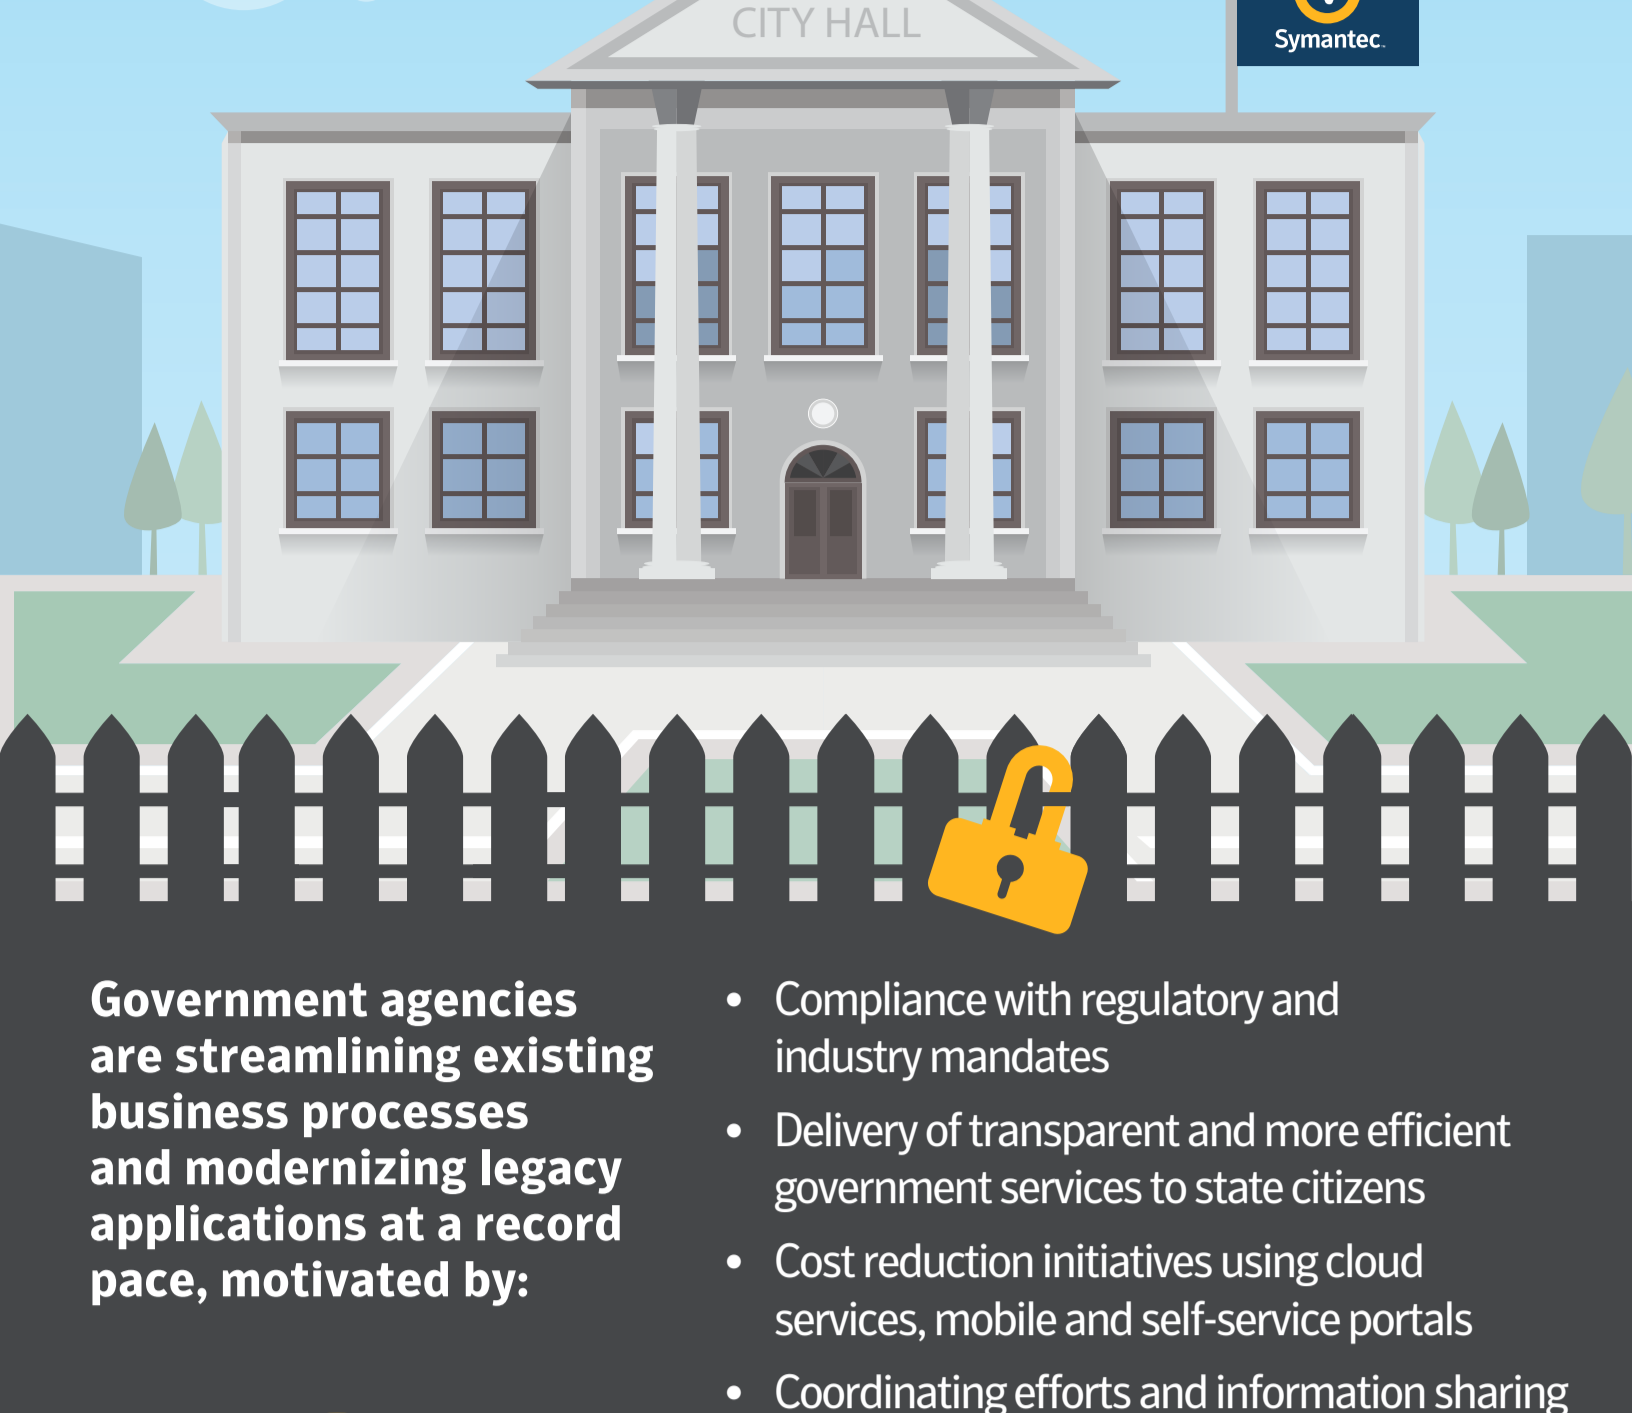 CITY HALL
Symantec
Government agencies
are streamlining existing
business processes
and modernizing legacy
applications at a record
pace, motivated by:
• Compliance with regulatory and
industry mandates
• Delivery of transparent and more efficient
government services to state citizens
• Cost reduction initiatives using cloud
services, mobile and self-service portals
• Coordinating efforts and information sharing